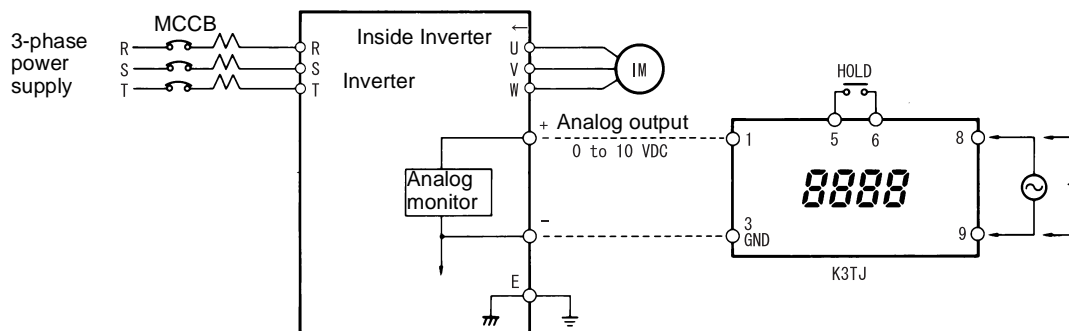 3-phase
power
supply
MCCB
R
S
T
R
S
T
Inside Inverter
Inverter
U
V
W
IM
Analog
monitor
+
-
E
Analog output
0 to 10 VDC
HOLD
5
6
1
3
GND
8888
8
9
K3TJ